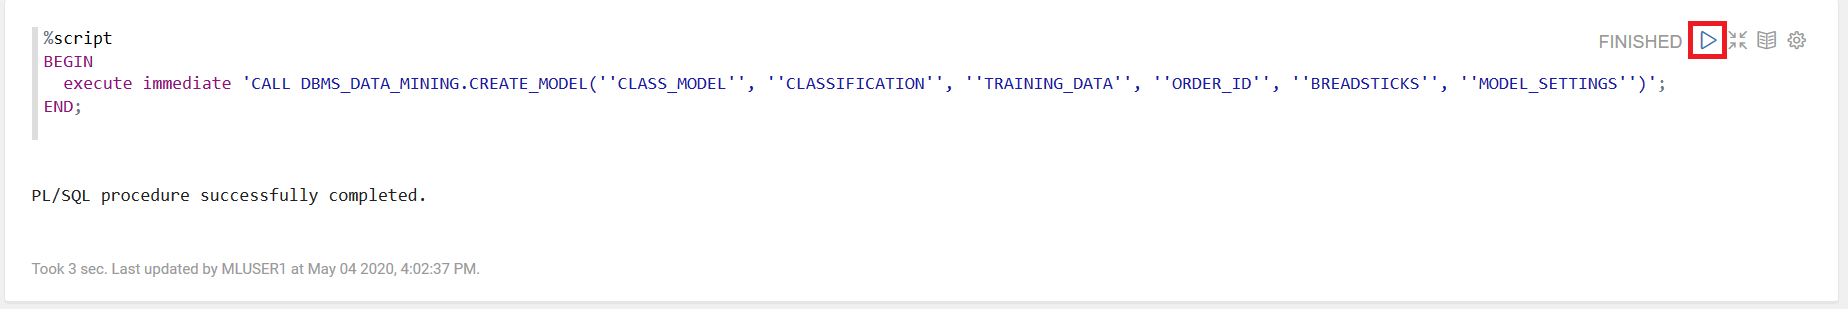 %script
FINISHED
BEGIN
execute immediate 'CALL DBMS_DATA_MINING.CREATE_MODEL(''CLASS_MODEL'', ''CLASSIFICATION'', ''TRAINING_DATA'', ''ORDER_ID'', ''BREADSTICKS'', ''MODEL_SETTINGS'')';
END;
PL/SQL procedure successfully completed.
Took 3 sec. Last updated by MLUSER1 at May 04 2020, 4:02:37 PM.